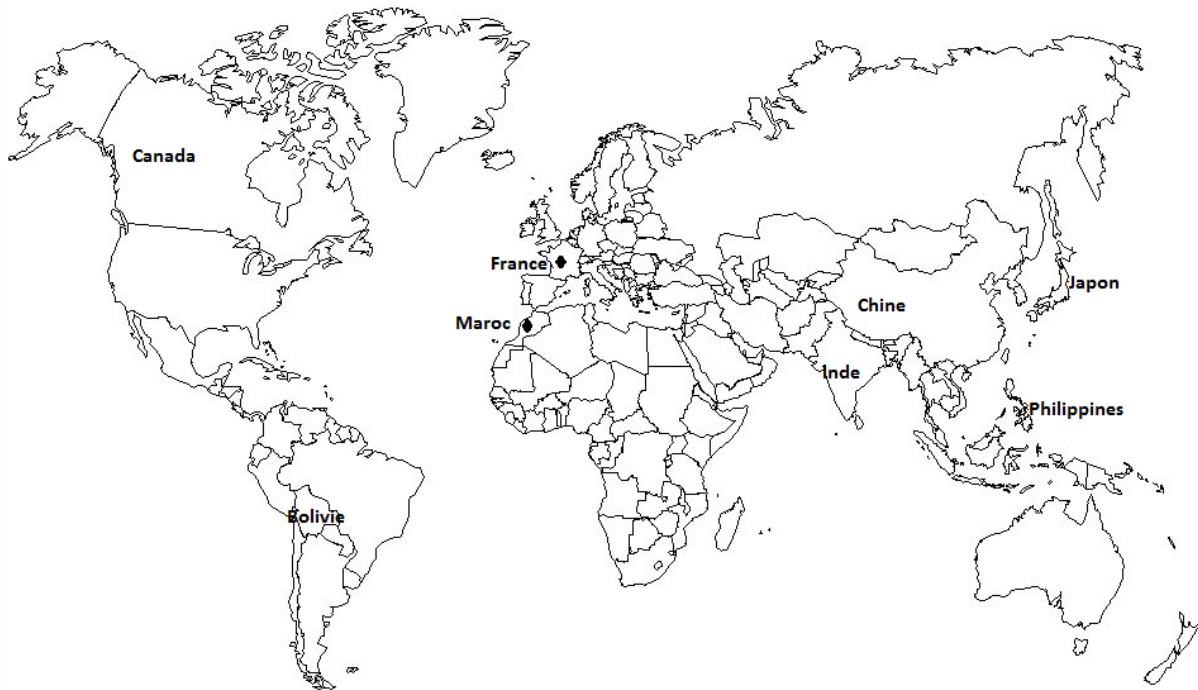 Canada
France
Japon
Chine
Maroc
Inde
Philippines
Bolivie